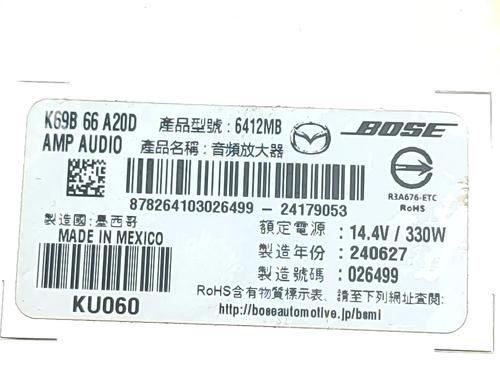 K69B 66 A20D 產品型號：6412MB
AMP AUDIO 產品名稱：音頻放大器
BOSE
R3A676-ETC
RoHS
878264103026499 - 24179053
製造國：墨西哥
MADE IN MEXICO
額定電源：14.4V / 330W
製造年份：240627
製造號碼：026499
KU060
RoHS含有物質標示表、請至下列網址查閱:
http://boseautomotive.com/bsmi